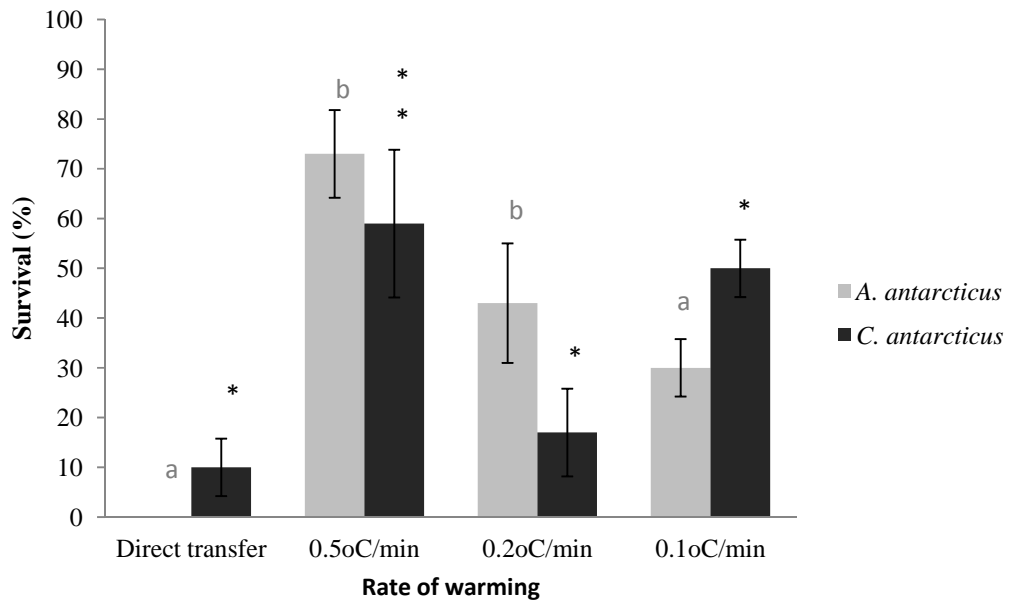 100
90
80
70
60
50
40
30
20
10
0
Survival (%)
a
*
b
*
*
b
*
a
*
Direct transfer
0.5oC/min
0.2oC/min
0.1oC/min
Rate of warming
A. antarcticus
C. antarcticus